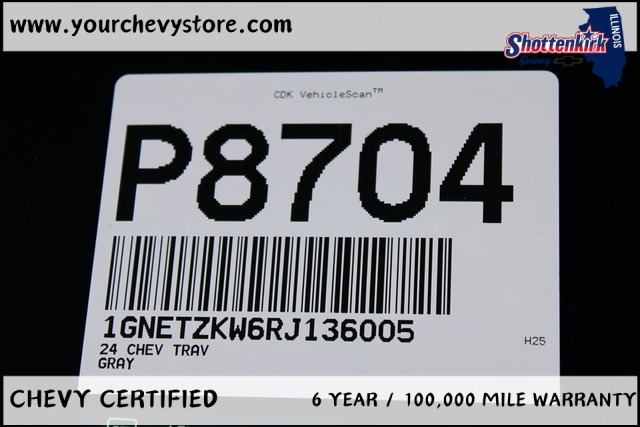 www.yourchevystore.com
ILLINOIS
Shottenkirk
Quincy
CDK VehicleScan™
P8704
1GNETZKW6RJ136005
24 CHEV TRAV
GRAY
H25
CHEVY CERTIFIED
6 YEAR / 100,000 MILE WARRANTY